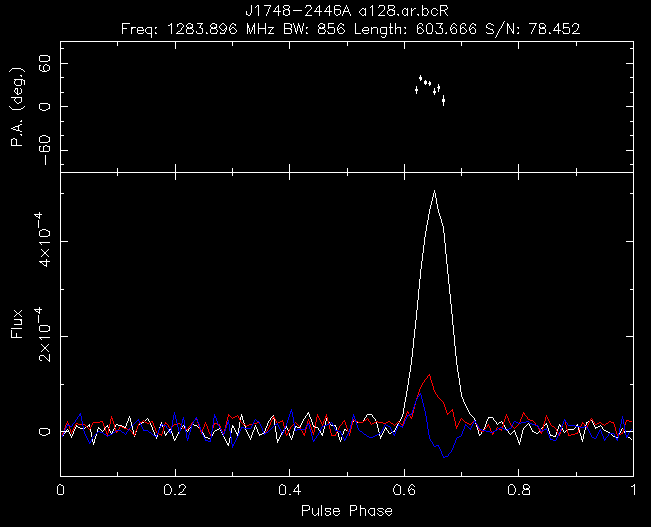 J1748-2446A a128.ar.bcR
Freq: 1283.896 MHz BW: 856 Length: 603.666 S/N: 78.452
P.A. (deg.)
60
0
-60
Flux
4×10-4
2×10-4
0
0 0.2 0.4 0.6 0.8 1
Pulse Phase